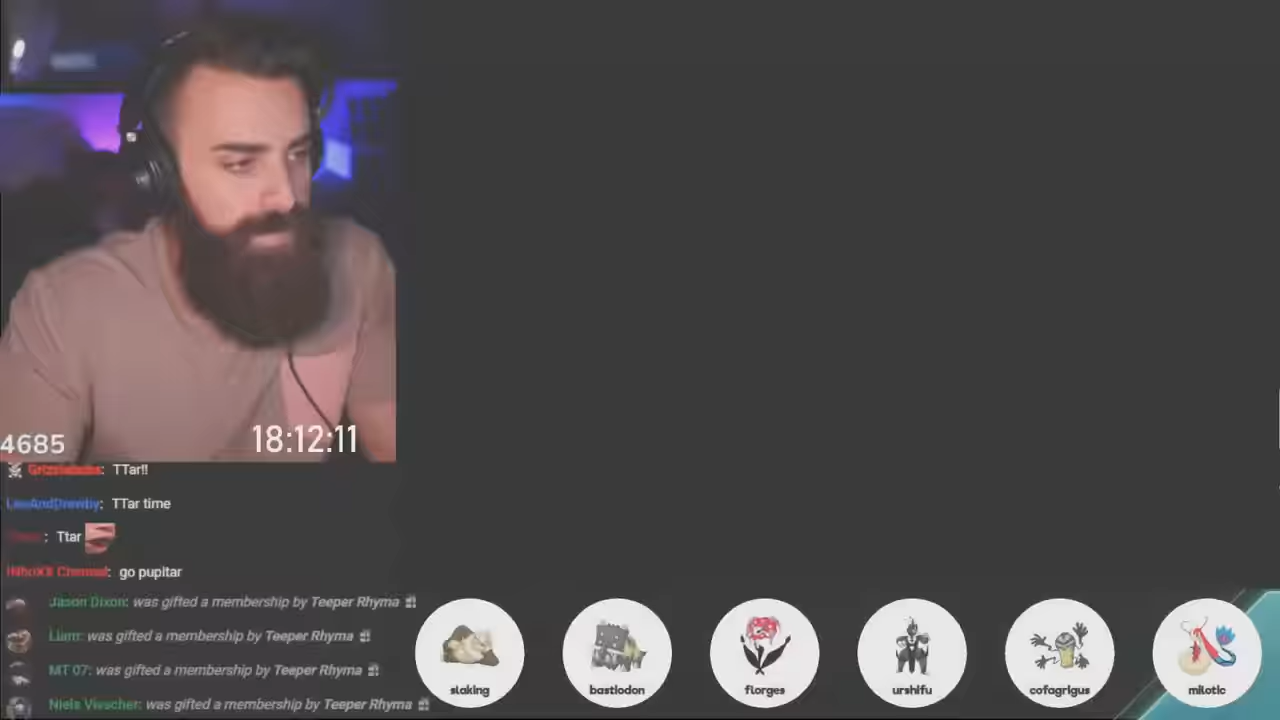 4685
18:12:11
TTar!!
LeoAndDrewby: TTar time
: Ttar
go pupitar
Jason Dixon: was gifted a membership by Teeper Rhyma
Liam: was gifted a membership by Teeper Rhyma
MT 07: was gifted a membership by Teeper Rhyma
Niels Visscher: was gifted a membership by Teeper Rhyma
slaking
bastiodon
florges
urshifu
cofagrigus
milotic